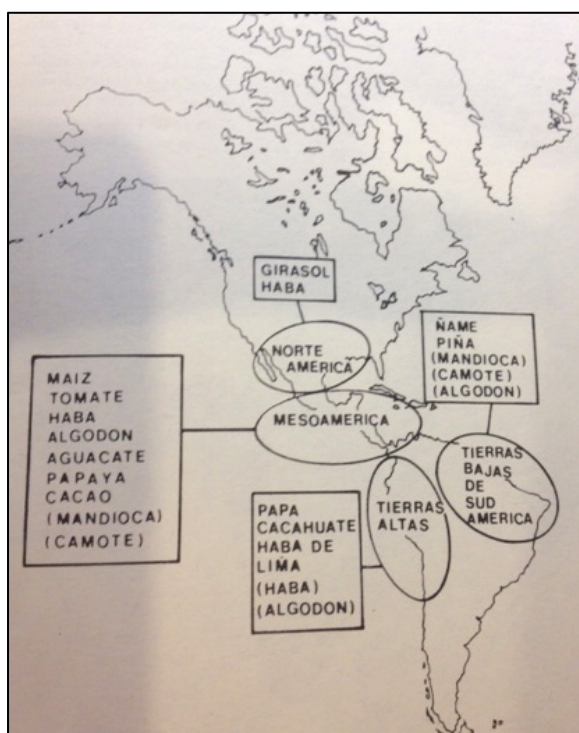 GIRASOL
HABA
NORTE
AMERICA
ÑAME
PIÑA
(MANDIOCA)
(CAMOTE)
(ALGODON)
MAIZ
TOMATE
HABA
ALGODON
AGUACATE
PAPAYA
CACAO
(MANDIOCA)
(CAMOTE)
MESOAMERICA
TIERRAS
BAJAS
DE
SUD
AMERICA
PAPA
CACAHUATE
HABA DE
LIMA
(HABA)
(ALGODON)
TIERRAS
ALTAS